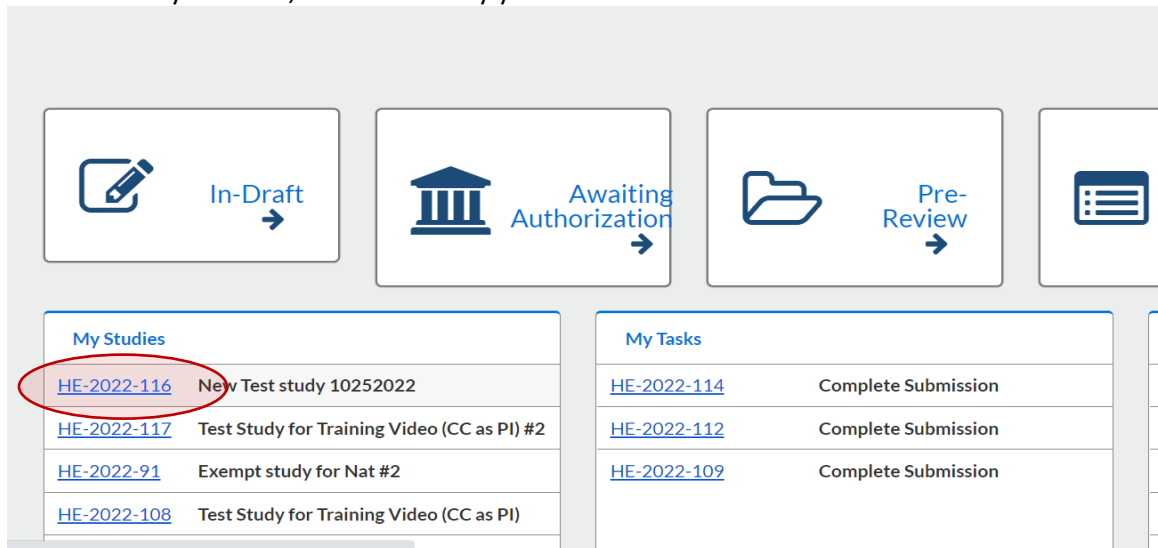 In-Draft
Awaiting
Authorization
Pre-
Review
My Studies
HE-2022-116 New Test study 10252022
HE-2022-117 Test Study for Training Video (CC as PI) #2
HE-2022-91 Exempt study for Nat #2
HE-2022-108 Test Study for Training Video (CC as PI)
My Tasks
HE-2022-114 Complete Submission
HE-2022-112 Complete Submission
HE-2022-109 Complete Submission